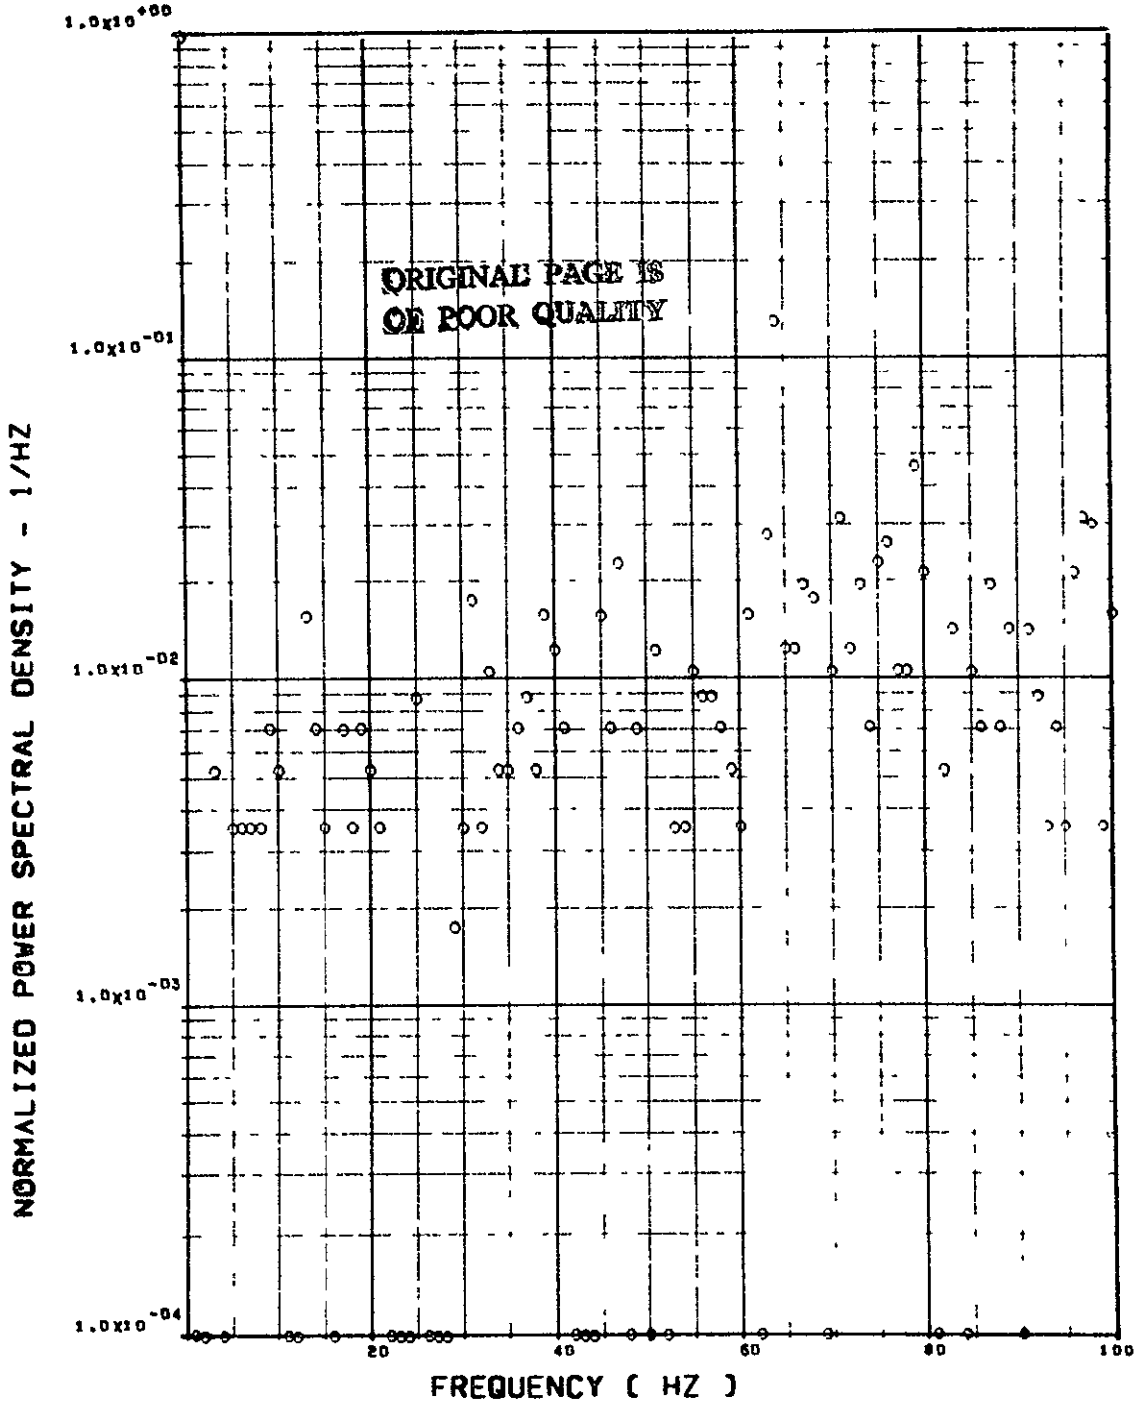 1.0x10+00
ORIGINAL PAGE IS
OF POOR QUALITY
1.0x10-01
1.0x10-02
1.0x10-03
1.0x10-04
NORMALIZED POWER SPECTRAL DENSITY - 1/HZ
20 40 60 80 100
FREQUENCY ( HZ )